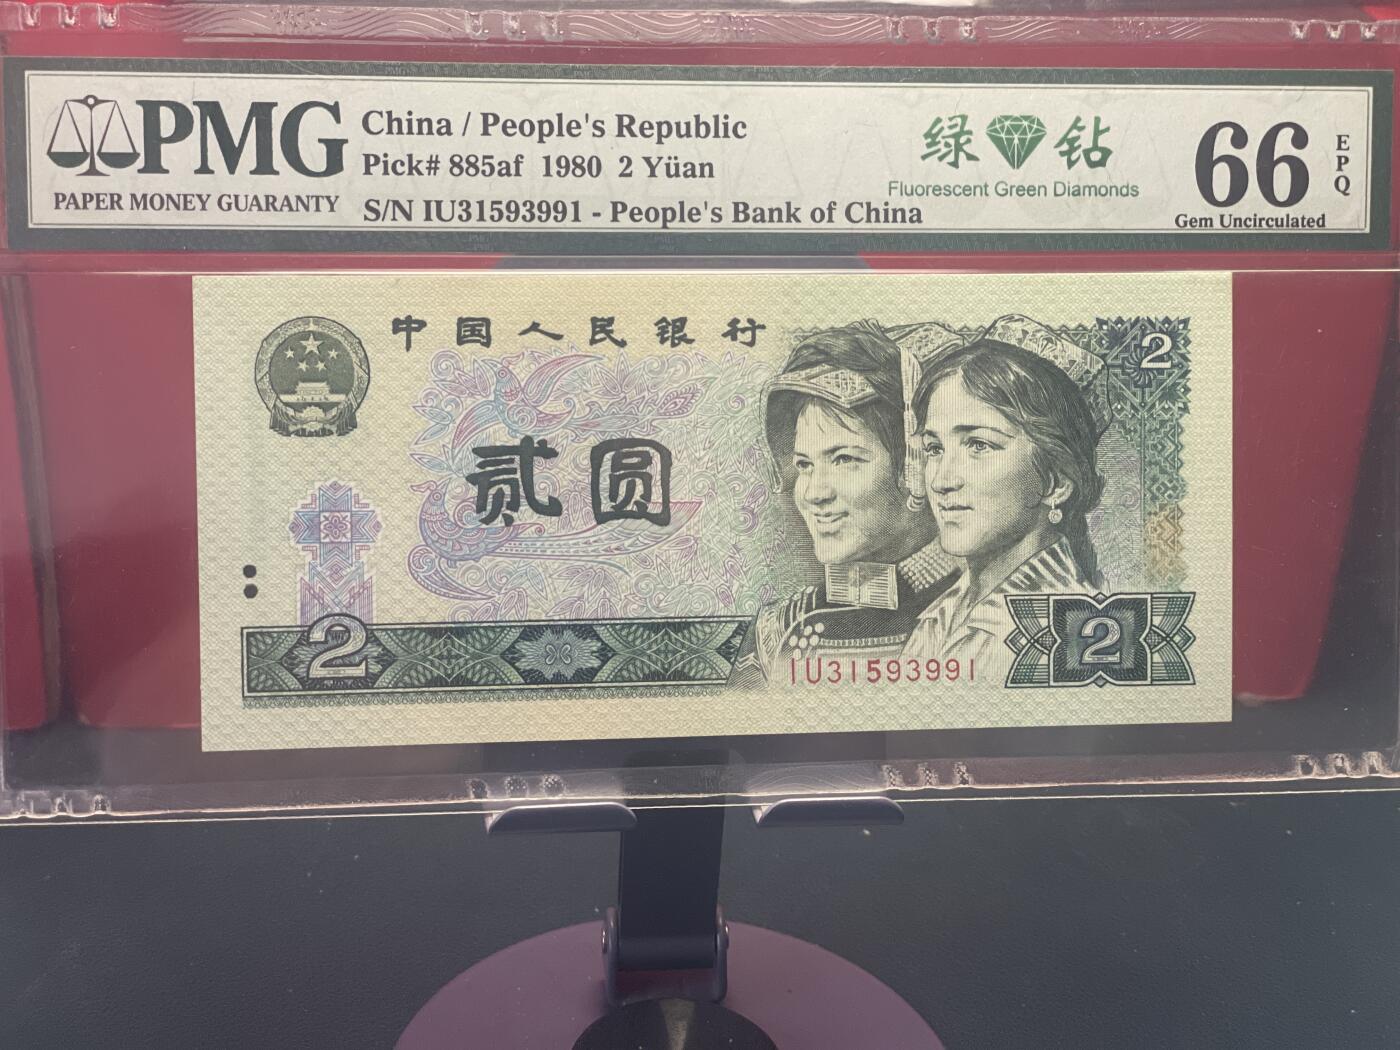 PMG
PAPER MONEY GUARANTY
China / People's Republic
Pick# 885af 1980 2 Yüan
S/N IU31593991 - People's Bank of China
绿钻
Fluorescent Green Diamonds
66
EPQ
Gem Uncirculated
中国人民银行
2
贰圆
2
IU31593991
2